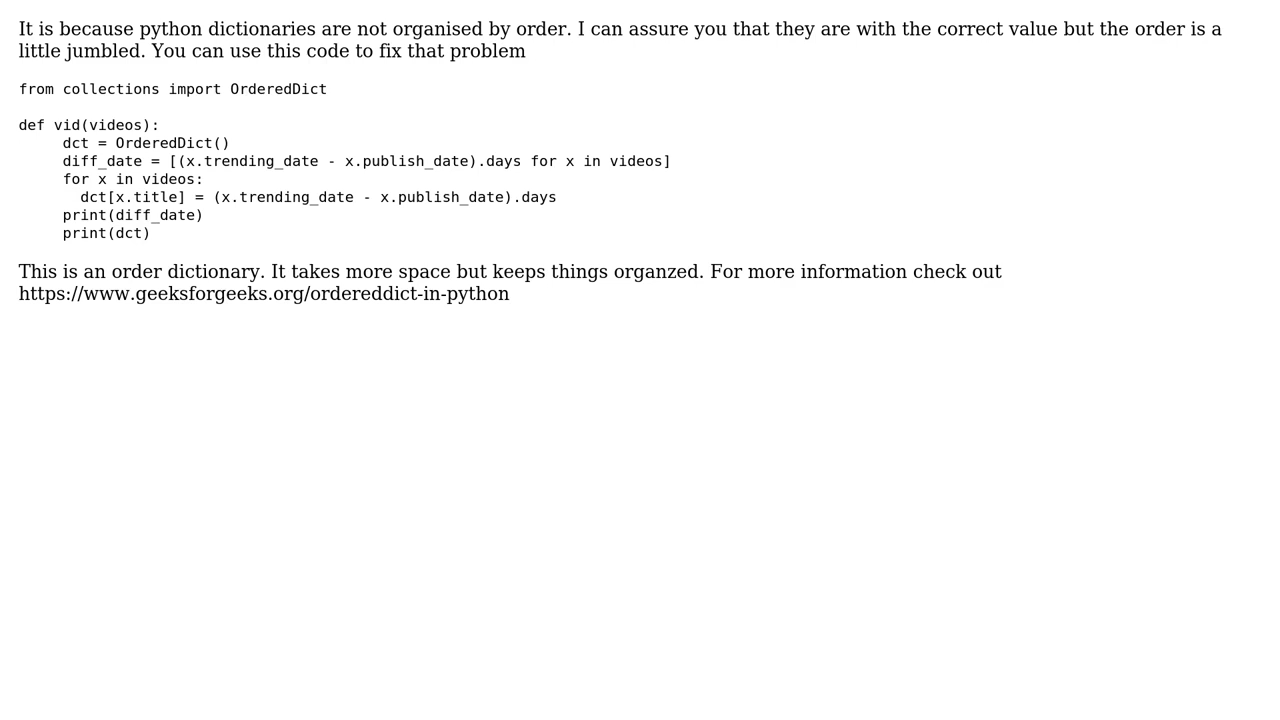 It is because python dictionaries are not organised by order. I can assure you that they are with the correct value but the order is a
little jumbled. You can use this code to fix that problem
from collections import OrderedDict
def vid(videos):
     dct = OrderedDict()
     diff_date = [(x.trending_date - x.publish_date).days for x in videos]
     for x in videos:
       dct[x.title] = (x.trending_date - x.publish_date).days
     print(diff_date)
     print(dct)
This is an order dictionary. It takes more space but keeps things organzed. For more information check out
https://www.geeksforgeeks.org/ordereddict-in-python